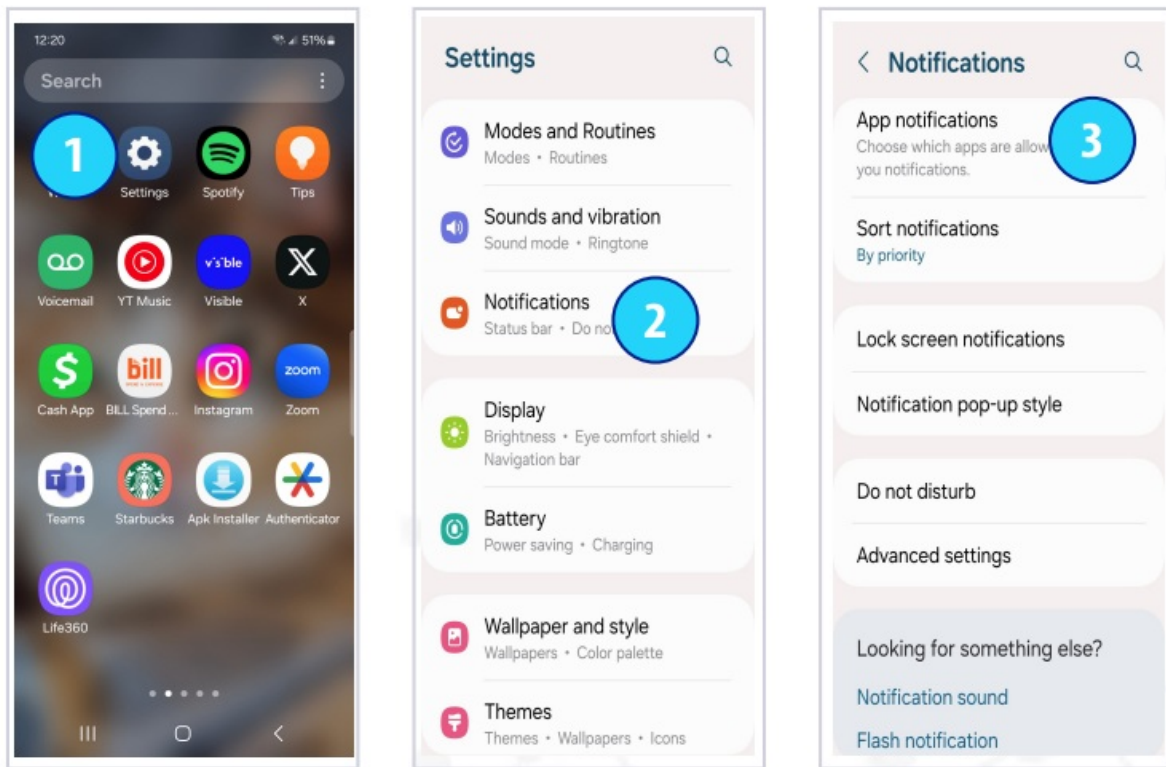 12:20 51%
Search
1
Settings Spotify Tips
v·s·ble
Voicemail YT Music Visible X
bill
zoom
Cash App BILL Spend... Instagram Zoom
Teams Starbucks Apk Installer Authenticator
Life360
Settings
Modes and Routines
Modes • Routines
Sounds and vibration
Sound mode • Ringtone
Notifications
Status bar • Do no
2
Display
Brightness • Eye comfort shield •
Navigation bar
Battery
Power saving • Charging
Wallpaper and style
Wallpapers • Color palette
Themes
Themes • Wallpapers • Icons
Notifications
App notifications
Choose which apps are allow
you notifications.
3
Sort notifications
By priority
Lock screen notifications
Notification pop-up style
Do not disturb
Advanced settings
Looking for something else?
Notification sound
Flash notification